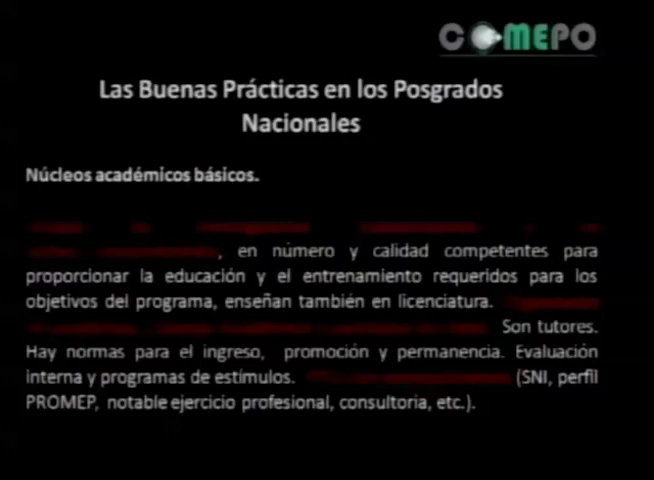 COMEPO
Las Buenas Prácticas en los Posgrados
Nacionales
Núcleos académicos básicos.
, en número y calidad competentes para
proporcionar la educación y el entrenamiento requeridos para los
objetivos del programa, enseñan también en licenciatura.
Son tutores.
Hay normas para el ingreso, promoción y permanencia. Evaluación
interna y programas de estímulos. (SNI, perfil
PROMEP, notable ejercicio profesional, consultoria, etc.).